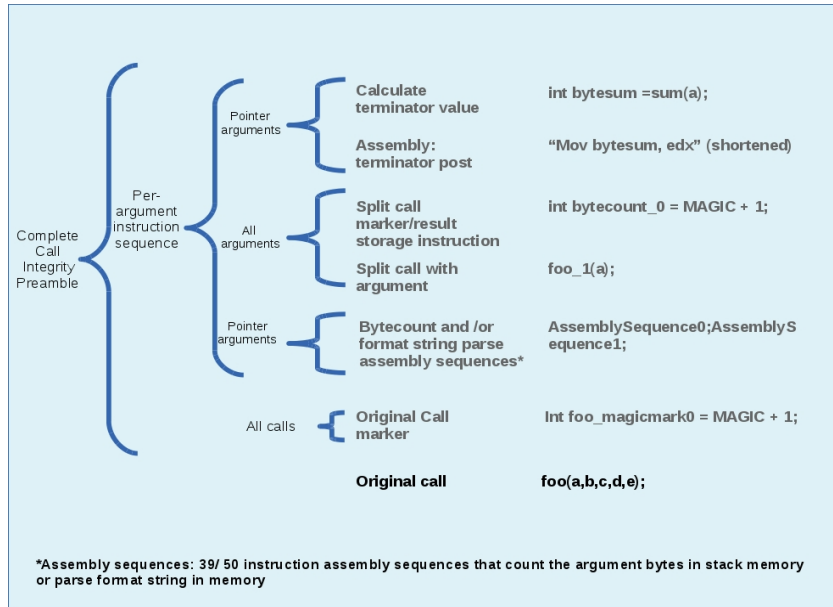 Complete
Call
Integrity
Preamble
Per-
argument
instruction
sequence
Pointer
arguments
Calculate
terminator value
int bytesum =sum(a);
Assembly:
terminator post
“Mov bytesum, edx” (shortened)
All
arguments
Split call
marker/result
storage instruction
int bytecount_0 = MAGIC + 1;
Split call with
argument
foo_1(a);
Pointer
arguments
Bytecount and /or
format string parse
assembly sequences*
AssemblySequence0;AssemblyS
equence1;
All calls
Original Call
marker
Int foo_magicmark0 = MAGIC + 1;
Original call
foo(a,b,c,d,e);
*Assembly sequences: 39/ 50 instruction assembly sequences that count the argument bytes in stack memory
or parse format string in memory